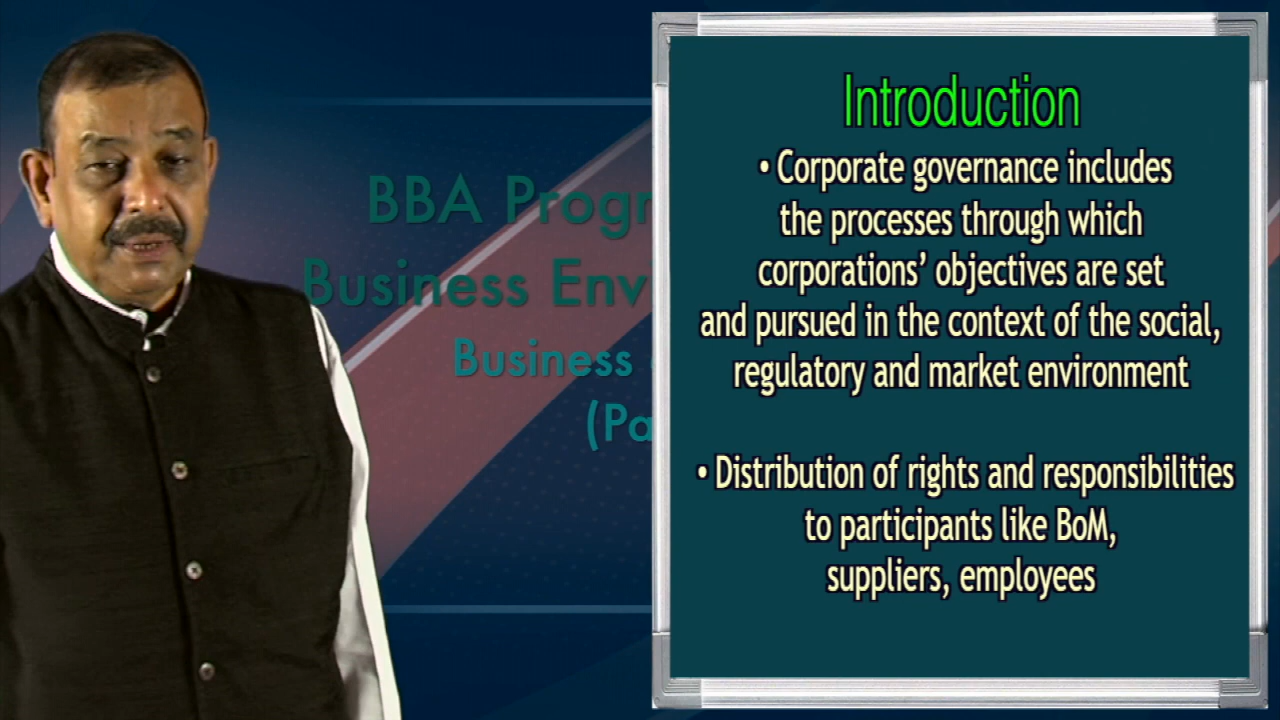 BBA Progr
Business Envi
Business
(Pa
Introduction
• Corporate governance includes
the processes through which
corporations’ objectives are set
and pursued in the context of the social,
regulatory and market environment
• Distribution of rights and responsibilities
to participants like BoM,
suppliers, employees